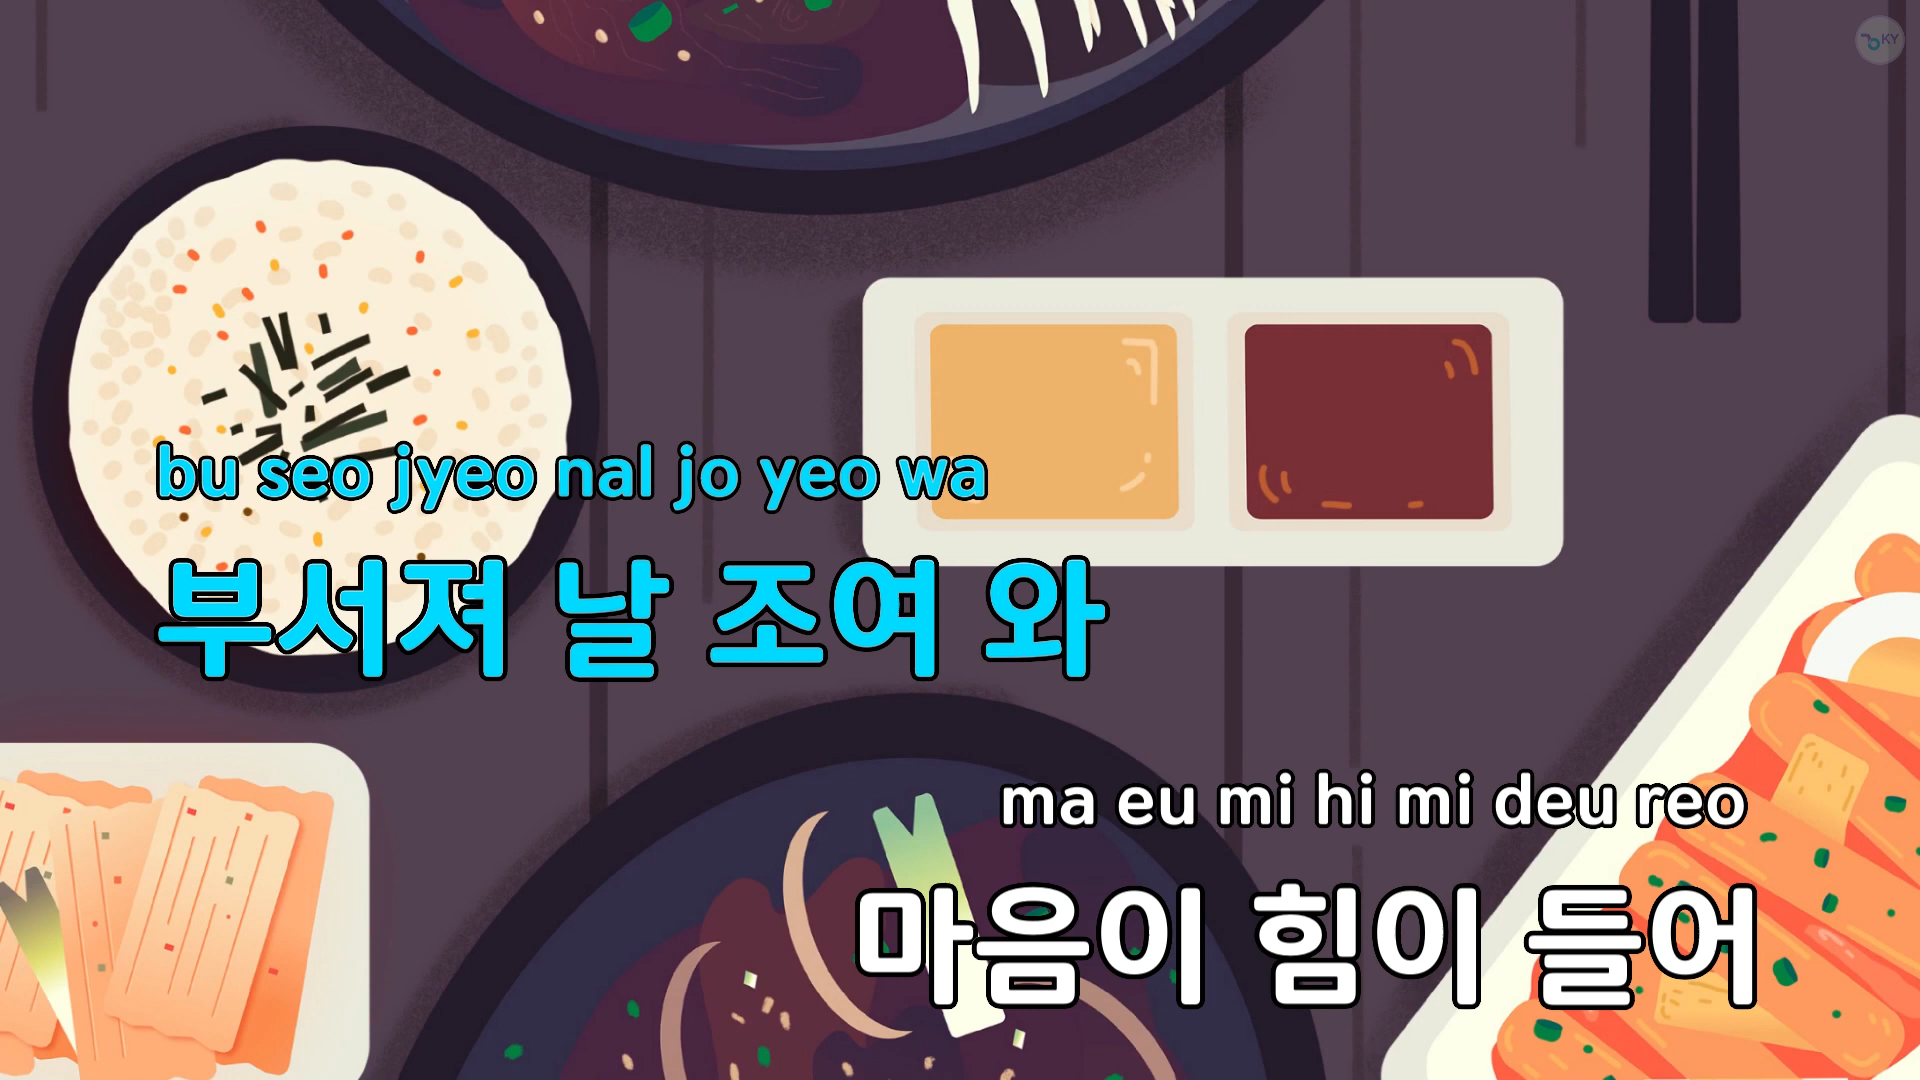 KY
bu seo jyeo nal jo yeo wa
부서져 날 조여 와
ma eu mi hi mi deu reo
마음이 힘이 들어